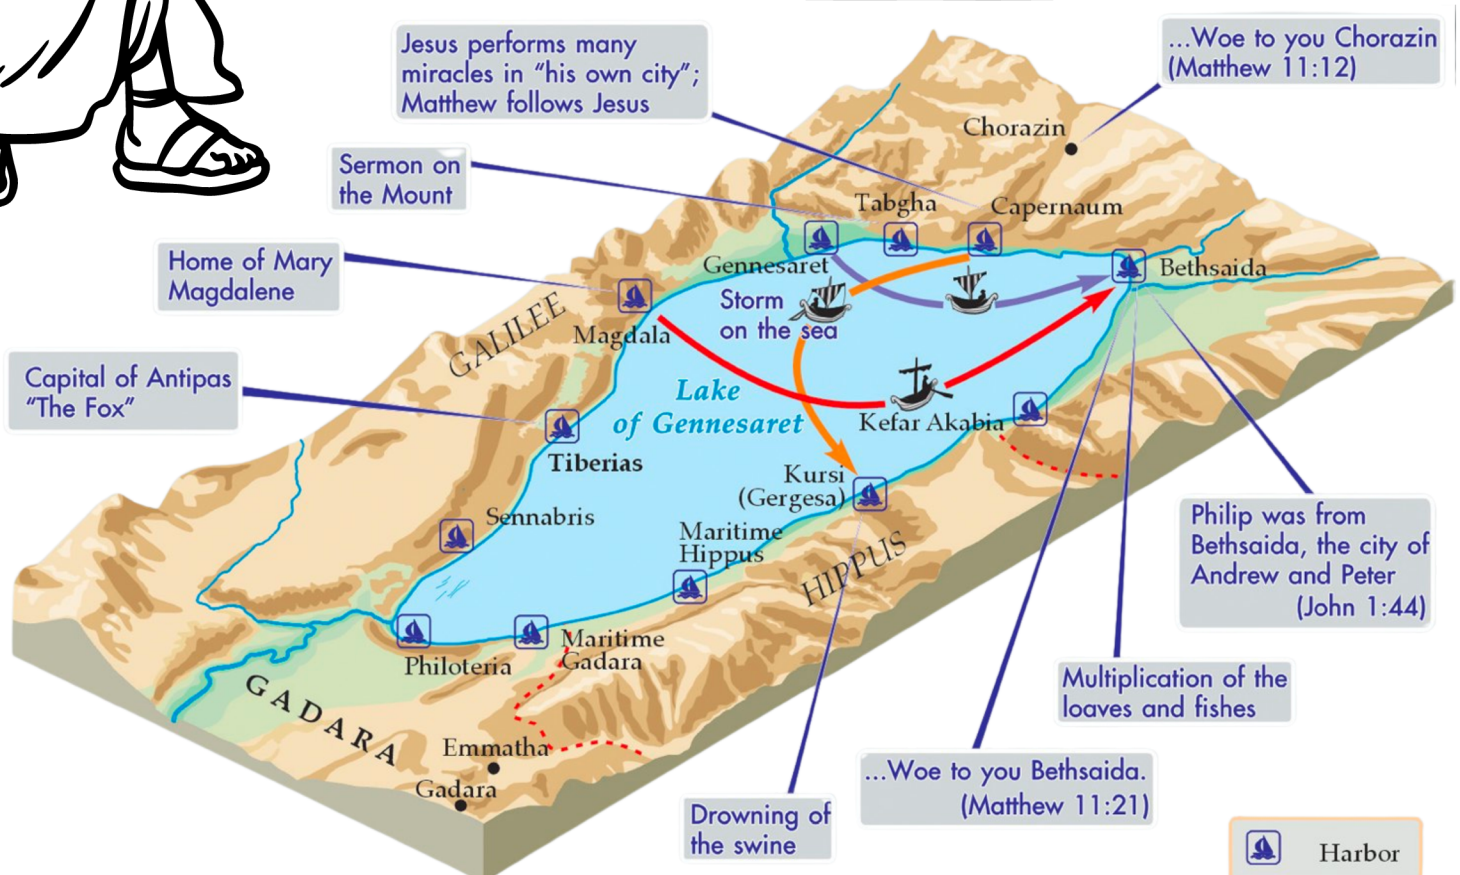 Jesus performs many
miracles in “his own city”;
Matthew follows Jesus
...Woe to you Chorazin
(Matthew 11:12)
Chorazin
Sermon on
the Mount
Tabgha
Capernaum
Home of Mary
Magdalene
Gennesaret
Bethsaida
Storm
on the sea
GALILEE
Magdala
Capital of Antipas
“The Fox”
Lake
of Gennesaret
Kefar Akabia
Tiberias
Kursi
(Gergesa)
Sennabris
Maritime
Hippus
HIPPUS
Philip was from
Bethsaida, the city of
Andrew and Peter
(John 1:44)
Maritime
Gadara
Philoteria
GADARA
Multiplication of the
loaves and fishes
Emmatha
Gadara
...Woe to you Bethsaida.
(Matthew 11:21)
Drowning of
the swine
Harbor